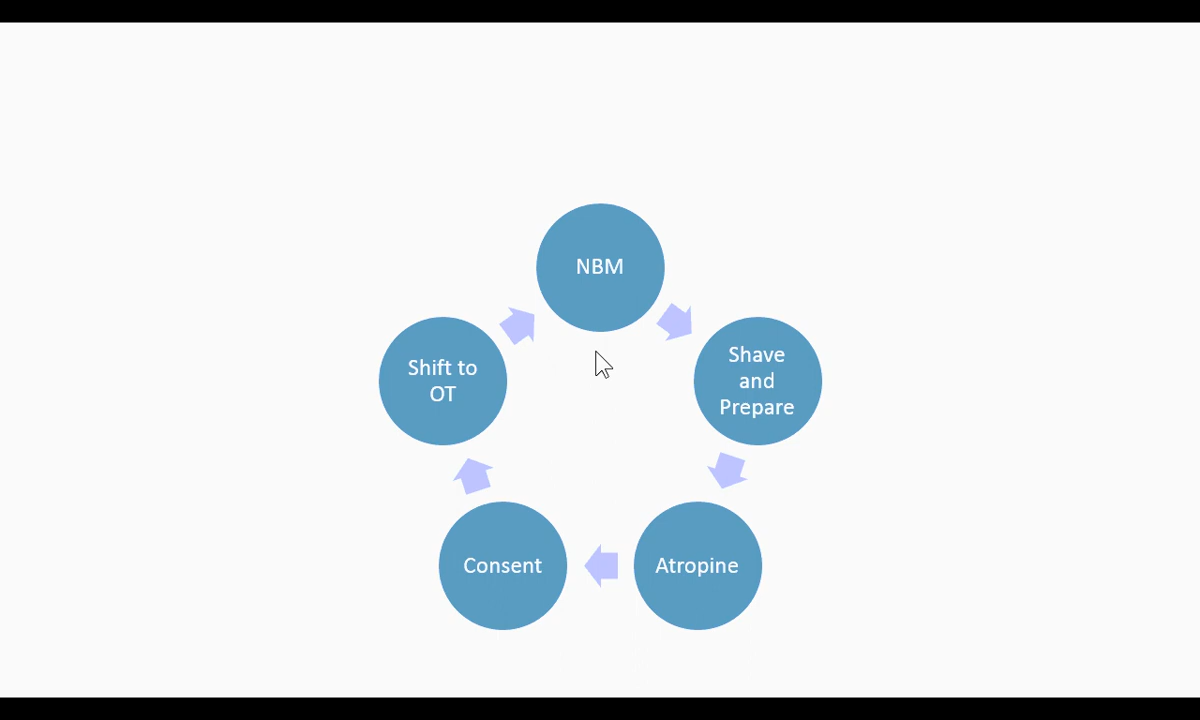 NBM
Shave
and
Prepare
Atropine
Consent
Shift to
OT